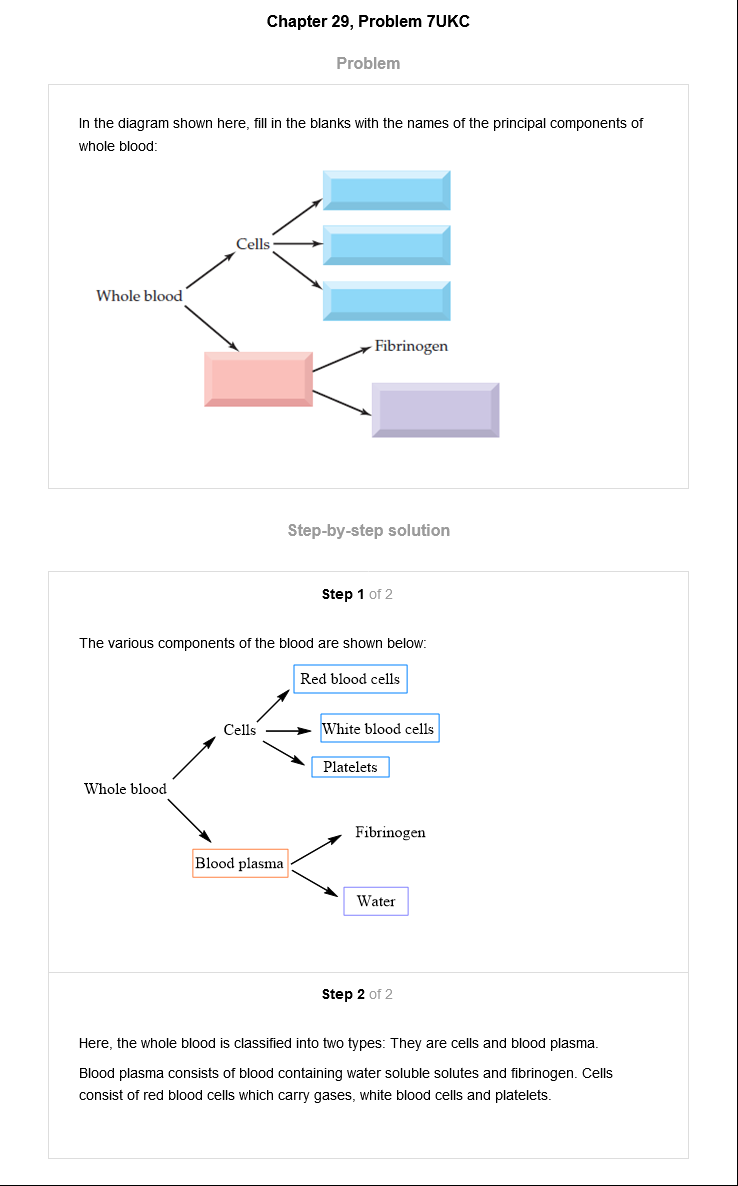 Chapter 29, Problem 7UKC
Problem
In the diagram shown here, fill in the blanks with the names of the principal components of
whole blood:
Cells
Whole blood
Fibrinogen
Step-by-step solution
Step 1 of 2
The various components of the blood are shown below:
Red blood cells
Cells
White blood cells
Platelets
Whole blood
Fibrinogen
Blood plasma
Water
Step 2 of 2
Here, the whole blood is classified into two types: They are cells and blood plasma.
Blood plasma consists of blood containing water soluble solutes and fibrinogen. Cells
consist of red blood cells which carry gases, white blood cells and platelets.